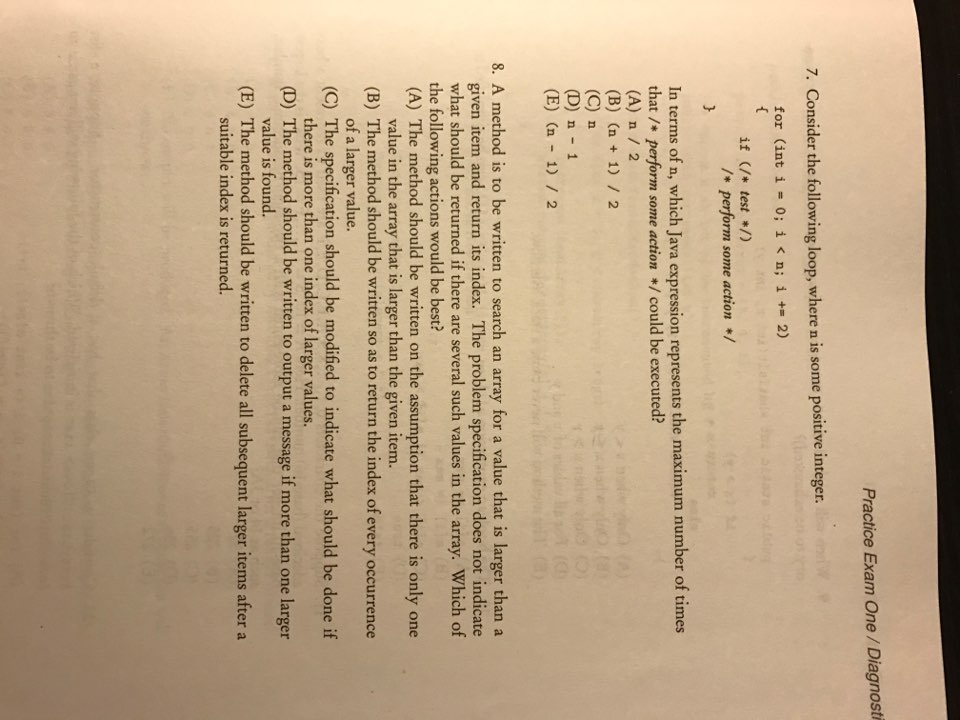 Practice Exam One / Diagnosti
7. Consider the following loop, where n is some positive integer.
for (int i = 0; i < n; i += 2)
{
if (/* test */)
/* perform some action */
}
In terms of n, which Java expression represents the maximum number of times
that /* perform some action */ could be executed?
(A) n / 2
(B) (n + 1) / 2
(C) n
(D) n - 1
(E) (n - 1) / 2
8. A method is to be written to search an array for a value that is larger than a
given item and return its index. The problem specification does not indicate
what should be returned if there are several such values in the array. Which of
the following actions would be best?
(A) The method should be written on the assumption that there is only one
value in the array that is larger than the given item.
(B) The method should be written so as to return the index of every occurrence
of a larger value.
(C) The specification should be modified to indicate what should be done if
there is more than one index of larger values.
(D) The method should be written to output a message if more than one larger
value is found.
(E) The method should be written to delete all subsequent larger items after a
suitable index is returned.